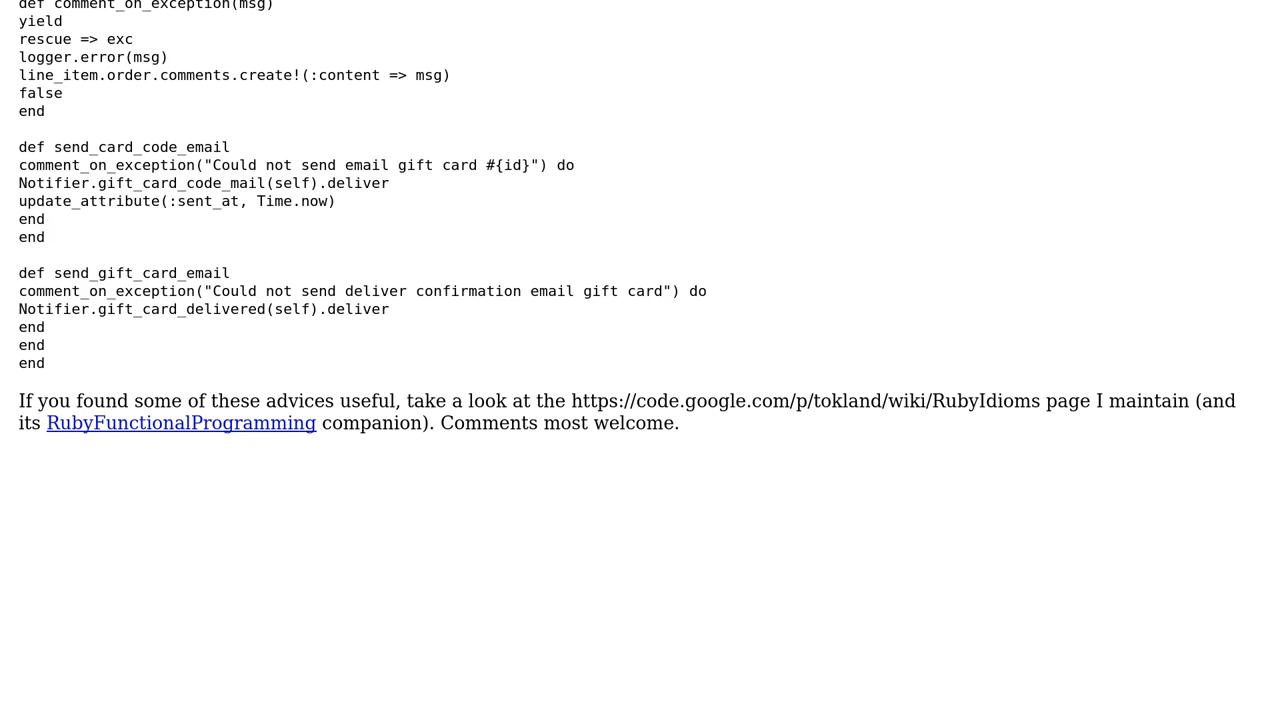 def comment_on_exception(msg)
yield
rescue => exc
logger.error(msg)
line_item.order.comments.create!(:content => msg)
false
end
def send_card_code_email
comment_on_exception("Could not send email gift card #{id}") do
Notifier.gift_card_code_mail(self).deliver
update_attribute(:sent_at, Time.now)
end
end
def send_gift_card_email
comment_on_exception("Could not send deliver confirmation email gift card") do
Notifier.gift_card_delivered(self).deliver
end
end
end
If you found some of these advices useful, take a look at the https://code.google.com/p/tokland/wiki/RubyIdioms page I maintain (and
its RubyFunctionalProgramming companion). Comments most welcome.